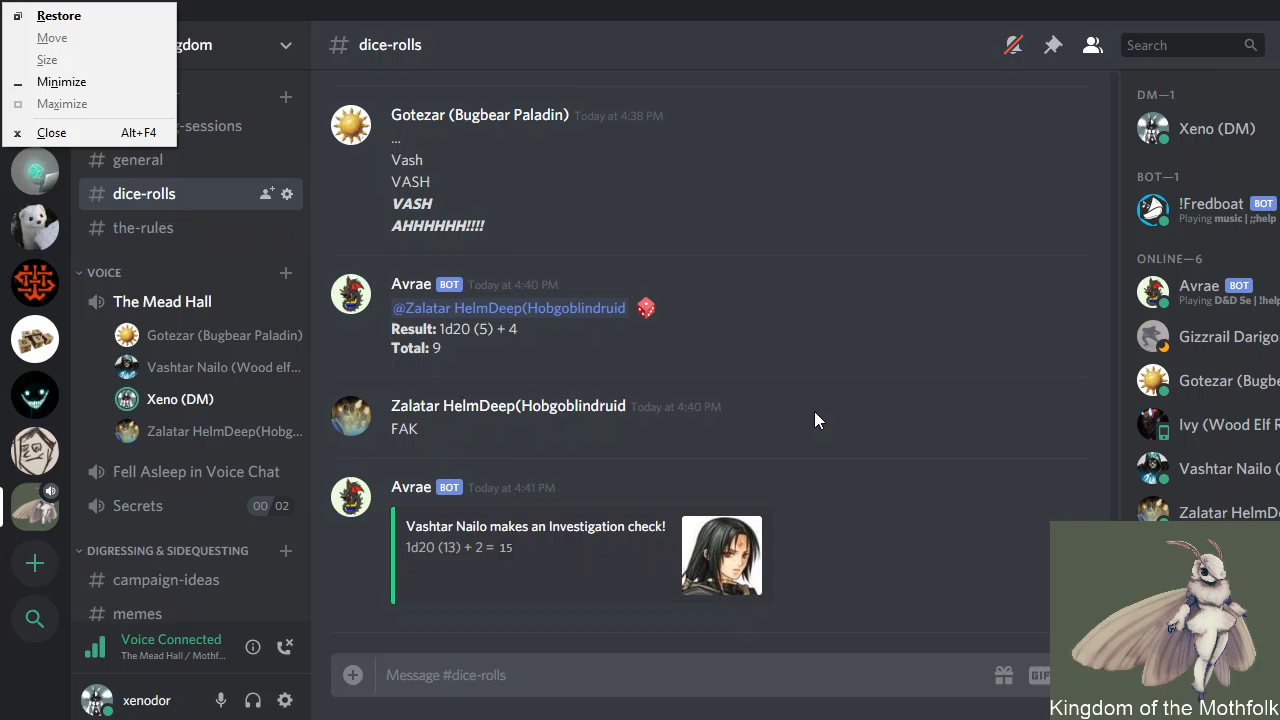 Restore
Move
Size
Minimize
Maximize
Close Alt+F4
gdom
g-sessions
# general
# dice-rolls
# the-rules
VOICE
The Mead Hall
Gotezar (Bugbear Paladin)
Vashtar Nailo (Wood elf...
Xeno (DM)
Zalatar HelmDeep(Hobg...
Fell Asleep in Voice Chat
Secrets 00 02
DIGRESSING & SIDEQUESTING
# campaign-ideas
# memes
Voice Connected
The Mead Hall / Mothf...
xenodor
# dice-rolls
Search
Gotezar (Bugbear Paladin) Today at 4:38 PM
...
Vash
VASH
VASH
AHHHHHH!!!!
Avrae BOT Today at 4:40 PM
@Zalatar HelmDeep(Hobgoblindruid
Result: 1d20 (5) + 4
Total: 9
Zalatar HelmDeep(Hobgoblindruid Today at 4:40 PM
FAK
Avrae BOT Today at 4:41 PM
Vashtar Nailo makes an Investigation check!
1d20 (13) + 2 = 15
Message #dice-rolls
GIF
DM—1
Xeno (DM)
BOT—1
!Fredboat BOT
Playing music | ;;help
ONLINE—6
Avrae BOT
Playing D&D 5e | !help
Gizzrail Darigo
Gotezar (Bugbe
Ivy (Wood Elf R
Vashtar Nailo (
Zalatar HelmDe
Kingdom of the Mothfolk